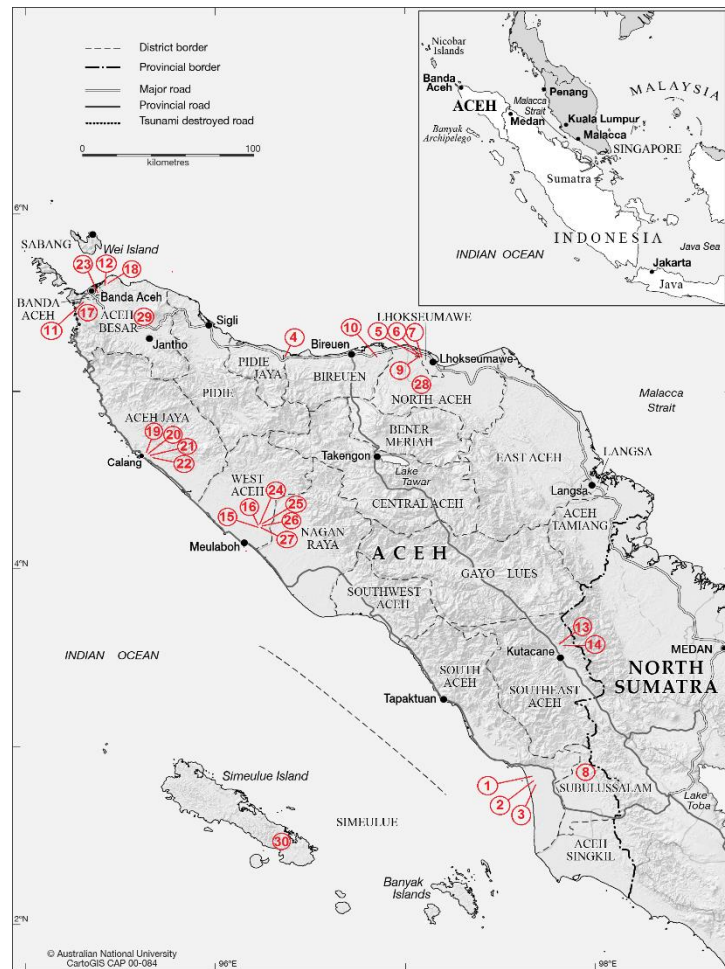 District border
Provincial border
Major road
Provincial road
Tsunami destroyed road
0
100
kilometres
Nicobar
Islands
Banda
Aceh
ACEH
Medan
Malacca
Strait
Penang
MALAYSIA
Kuala Lumpur
Malacca
SINGAPORE
Banyak
Archipelego
Sumatra
INDONESIA
INDIAN OCEAN
Java Sea
Jakarta
Java
6°N
SABANG
Wei Island
23
12
18
Banda Aceh
BANDA
ACEH
11
17
ACEH
BESAR
29
Jantho
Sigli
4
PIDIE
JAYA
PIDIE
Bireuen
BIREUEN
10
5
6
7
9
LHOKSEUMAWE
Lhokseumawe
28
NORTH ACEH
Malacca
Strait
ACEH JAYA
19
20
21
22
Calang
BENER
MERIAH
Takengon
Lake
Tawar
EAST ACEH
LANGSA
Langsa
ACEH
TAMIANG
WEST
ACEH
24
25
26
27
16
15
NAGAN
RAYA
CENTRAL ACEH
Meulaboh
ACEH
4°N
GAYO LUES
SOUTHWEST
ACEH
13
14
Kutacane
MEDAN
NORTH
SUMATRA
INDIAN OCEAN
SOUTH
ACEH
SOUTHEAST
ACEH
Tapaktuan
1
2
3
8
SUBULUSSALAM
Lake
Toba
Simeulue Island
SIMEULUE
30
ACEH
SINGKIL
Banyak
Islands
2°N
© Australian National University
CartoGIS CAP 00-084
96°E
98°E